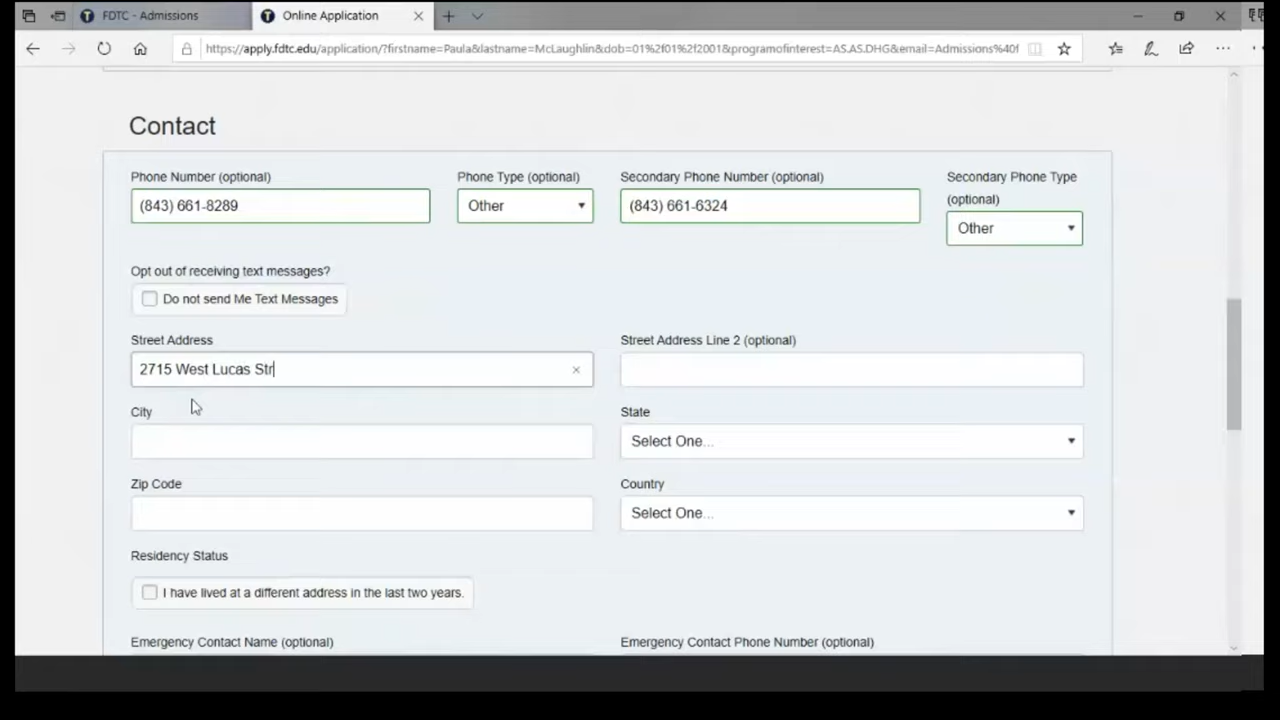 FDTC - Admissions
Online Application
https://apply.fdtc.edu/application/?firstname=Paula&lastname=McLaughlin&dob=01%2f01%2f2001&programofinterest=AS.AS.DHG&email=Admissions%40f
Contact
Phone Number (optional)
Phone Type (optional)
Secondary Phone Number (optional)
Secondary Phone Type
(optional)
(843) 661-8289
Other
(843) 661-6324
Other
Opt out of receiving text messages?
Do not send Me Text Messages
Street Address
Street Address Line 2 (optional)
2715 West Lucas Str
City
State
Select One...
Zip Code
Country
Select One...
Residency Status
I have lived at a different address in the last two years.
Emergency Contact Name (optional)
Emergency Contact Phone Number (optional)